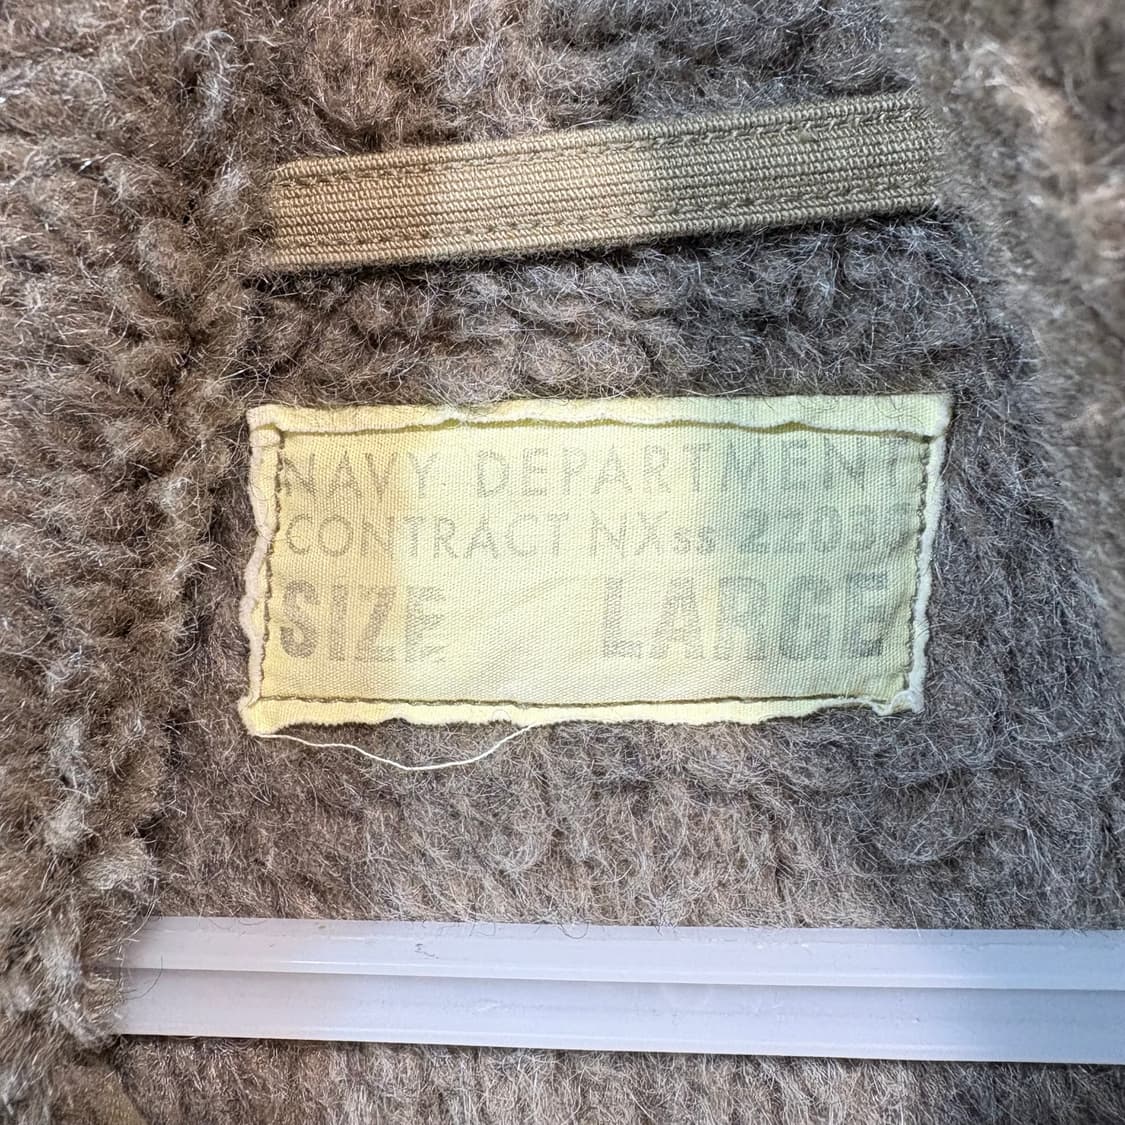 NAVY DEPARTMENT
CONTRACT NXss
SIZE LARGE